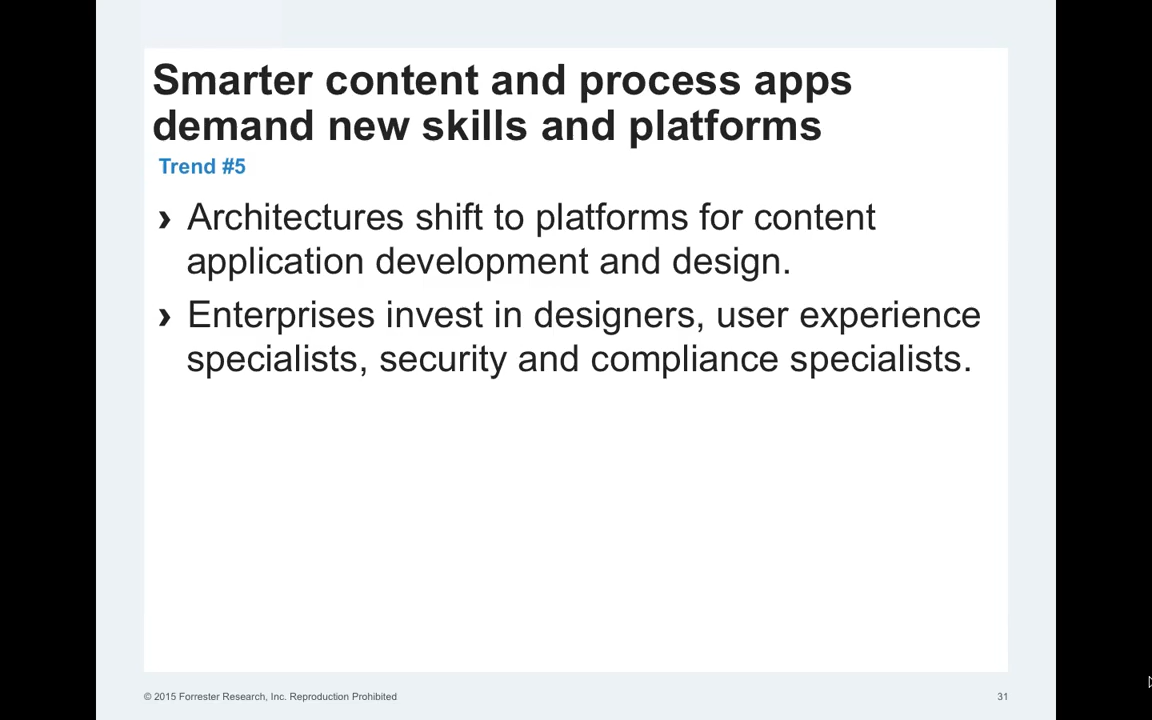 Smarter content and process apps
demand new skills and platforms
Trend #5
› Architectures shift to platforms for content
application development and design.
› Enterprises invest in designers, user experience
specialists, security and compliance specialists.
© 2015 Forrester Research, Inc. Reproduction Prohibited
31